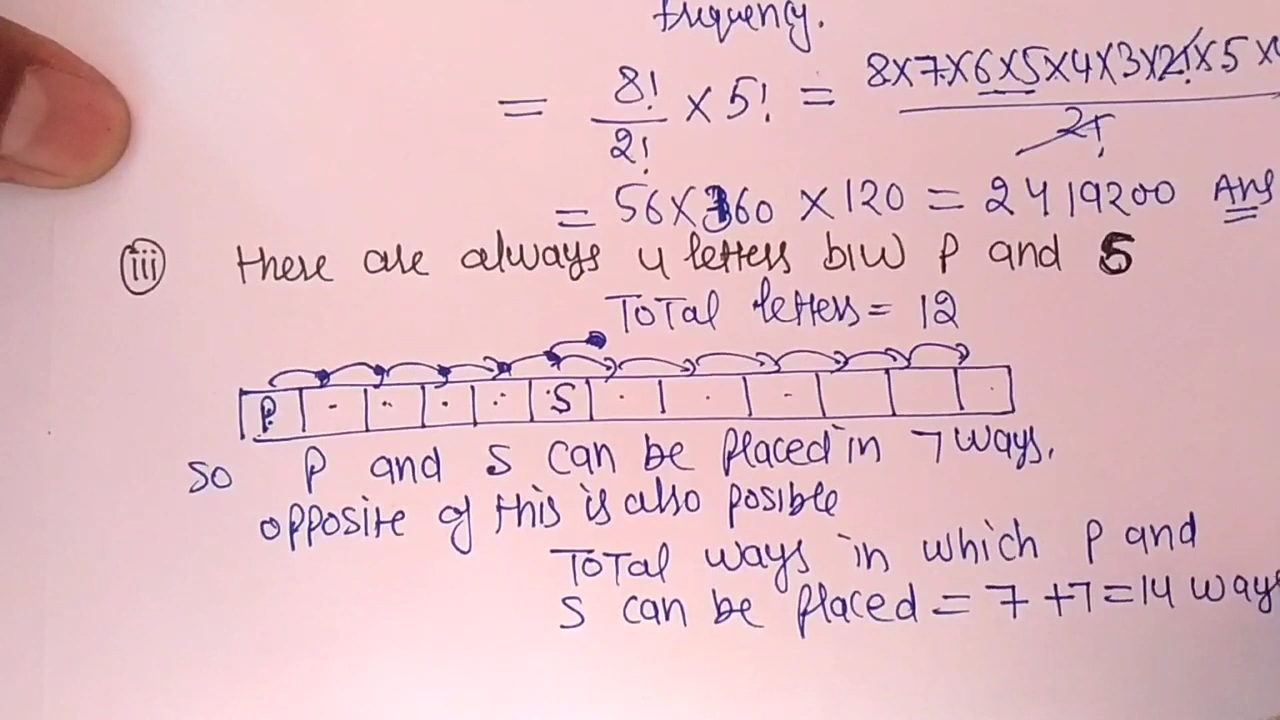 frequency.
= 8!/2! × 5! = 8×7×6×5×4×3×2!×5×/2!
= 56×360 × 120 = 2419200 Ans
(iii) there are always 4 letters b/w P and S
Total letters = 12
P S
so P and S can be placed in 7 ways.
opposite of this is also posible
Total ways in which P and
S can be placed = 7+7=14 ways